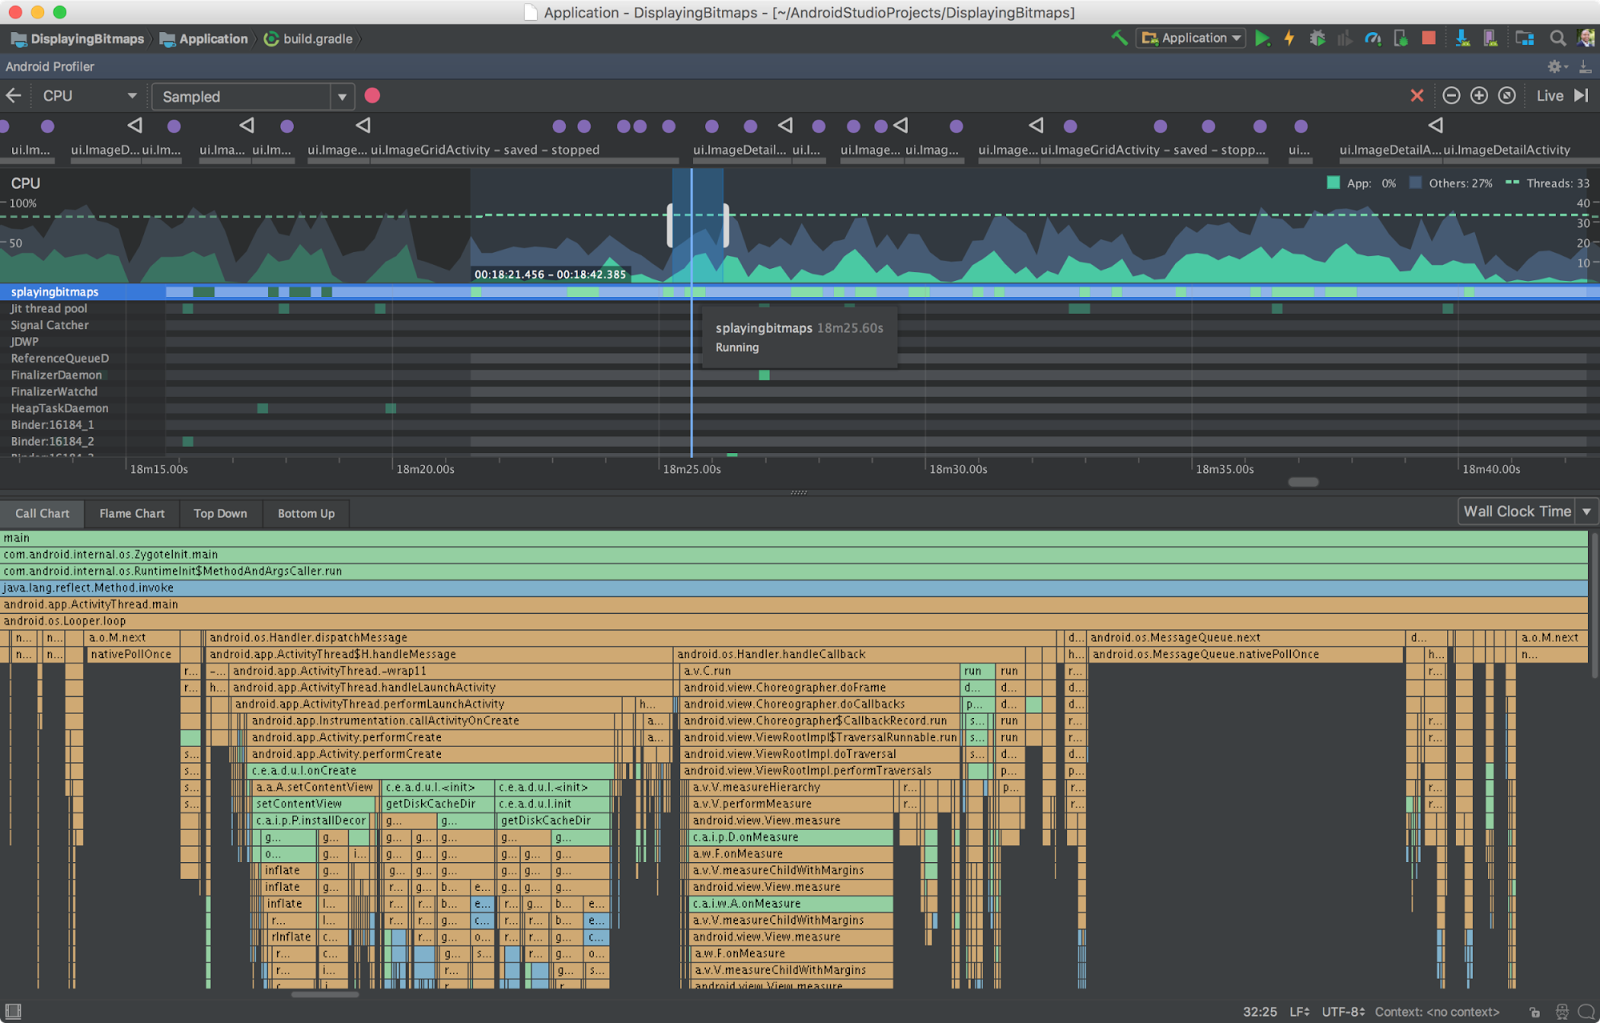 Application - DisplayingBitmaps - [~/AndroidStudioProjects/DisplayingBitmaps]
DisplayingBitmaps Application build.gradle Application
Android Profiler
CPU Sampled Live
ui.Im... ui.ImageD... ui.Im... ui.Ima... ui.Im... ui.Image... ui.ImageGridActivity – saved – stopped ui.ImageDetail... ui.I... ui.Image... ui.Imag... ui.Image... ui.ImageGridActivity – saved – stopp... ui... ui.ImageDetailA... ui.ImageDetailActivity
CPU App: 0% Others: 27% Threads: 33
100% 40
30
50 20
10
00:18:21.456 – 00:18:42.385
splayingbitmaps
Jit thread pool
Signal Catcher
splayingbitmaps 18m25.60s
JDWP
Running
ReferenceQueueD
FinalizerDaemon
FinalizerWatchd
HeapTaskDaemon
Binder:16184_1
Binder:16184_2
18m15.00s 18m20.00s 18m25.00s 18m30.00s 18m35.00s 18m40.00s
Call Chart Flame Chart Top Down Bottom Up Wall Clock Time
main
com.android.internal.os.ZygoteInit.main
com.android.internal.os.RuntimeInit$MethodAndArgsCaller.run
java.lang.reflect.Method.invoke
android.app.ActivityThread.main
android.os.Looper.loop
n... n... a.o.M.next android.os.Handler.dispatchMessage d... android.os.MessageQueue.next d... a.o.M.next
n... n... nativePollOnce android.app.ActivityThread$H.handleMessage android.os.Handler.handleCallback h... android.os.MessageQueue.nativePollOnce h... n...
r... –... android.app.ActivityThread.-wrap11 a.v.C.run run run r... r...
r... h... android.app.ActivityThread.handleLaunchActivity android.view.Choreographer.doFrame d... d... r...
android.app.ActivityThread.performLaunchActivity h... android.view.Choreographer.doCallbacks p... d... d...
android.app.Instrumentation.callActivityOnCreate a... android.view.Choreographer$CallbackRecord.run s... run r... r...
android.app.Activity.performCreate a... android.view.ViewRootImpl$TraversalRunnable.run s... run r... r...
s... android.app.Activity.performCreate android.view.ViewRootImpl.doTraversal s... d... d...
s... c.e.a.d.u.I.onCreate android.view.ViewRootImpl.performTraversals p... p...
s... a.a.A.setContentView c.e.a.d.u.I.<init> c.e.a.d.u.I.<init> a.v.V.measureHierarchy r... p... r... r...
s... setContentView getDiskCacheDir c.e.a.d.u.I.init a.v.V.performMeasure r... r...
c.a.i.p.P.installDecor g... g... getDiskCacheDir android.view.View.measure
g... g... g... g... g... c.a.i.p.D.onMeasure
o... g... i... g... g... g... g... g... g... a.w.F.onMeasure
inflate g... g... g... g... g... g... g... a.v.V.measureChildWithMargins
inflate g... r... g... b... e... g... g... b... android.view.View.measure
inflate I... r... r... b... e... r... g... b... e... c.a.i.w.A.onMeasure
r... I... r... r... g... c... r... r... b... e... a.v.V.measureChildWithMargins
rInflate c... r... g... o... r... r... g... c... android.view.View.measure
r... c... g... s... r... g... o... a.w.F.onMeasure
r... i... r... g... s... a.v.V.measureChildWithMargins
android.view.View.measure
32:25 LF UTF-8 Context: <no context>